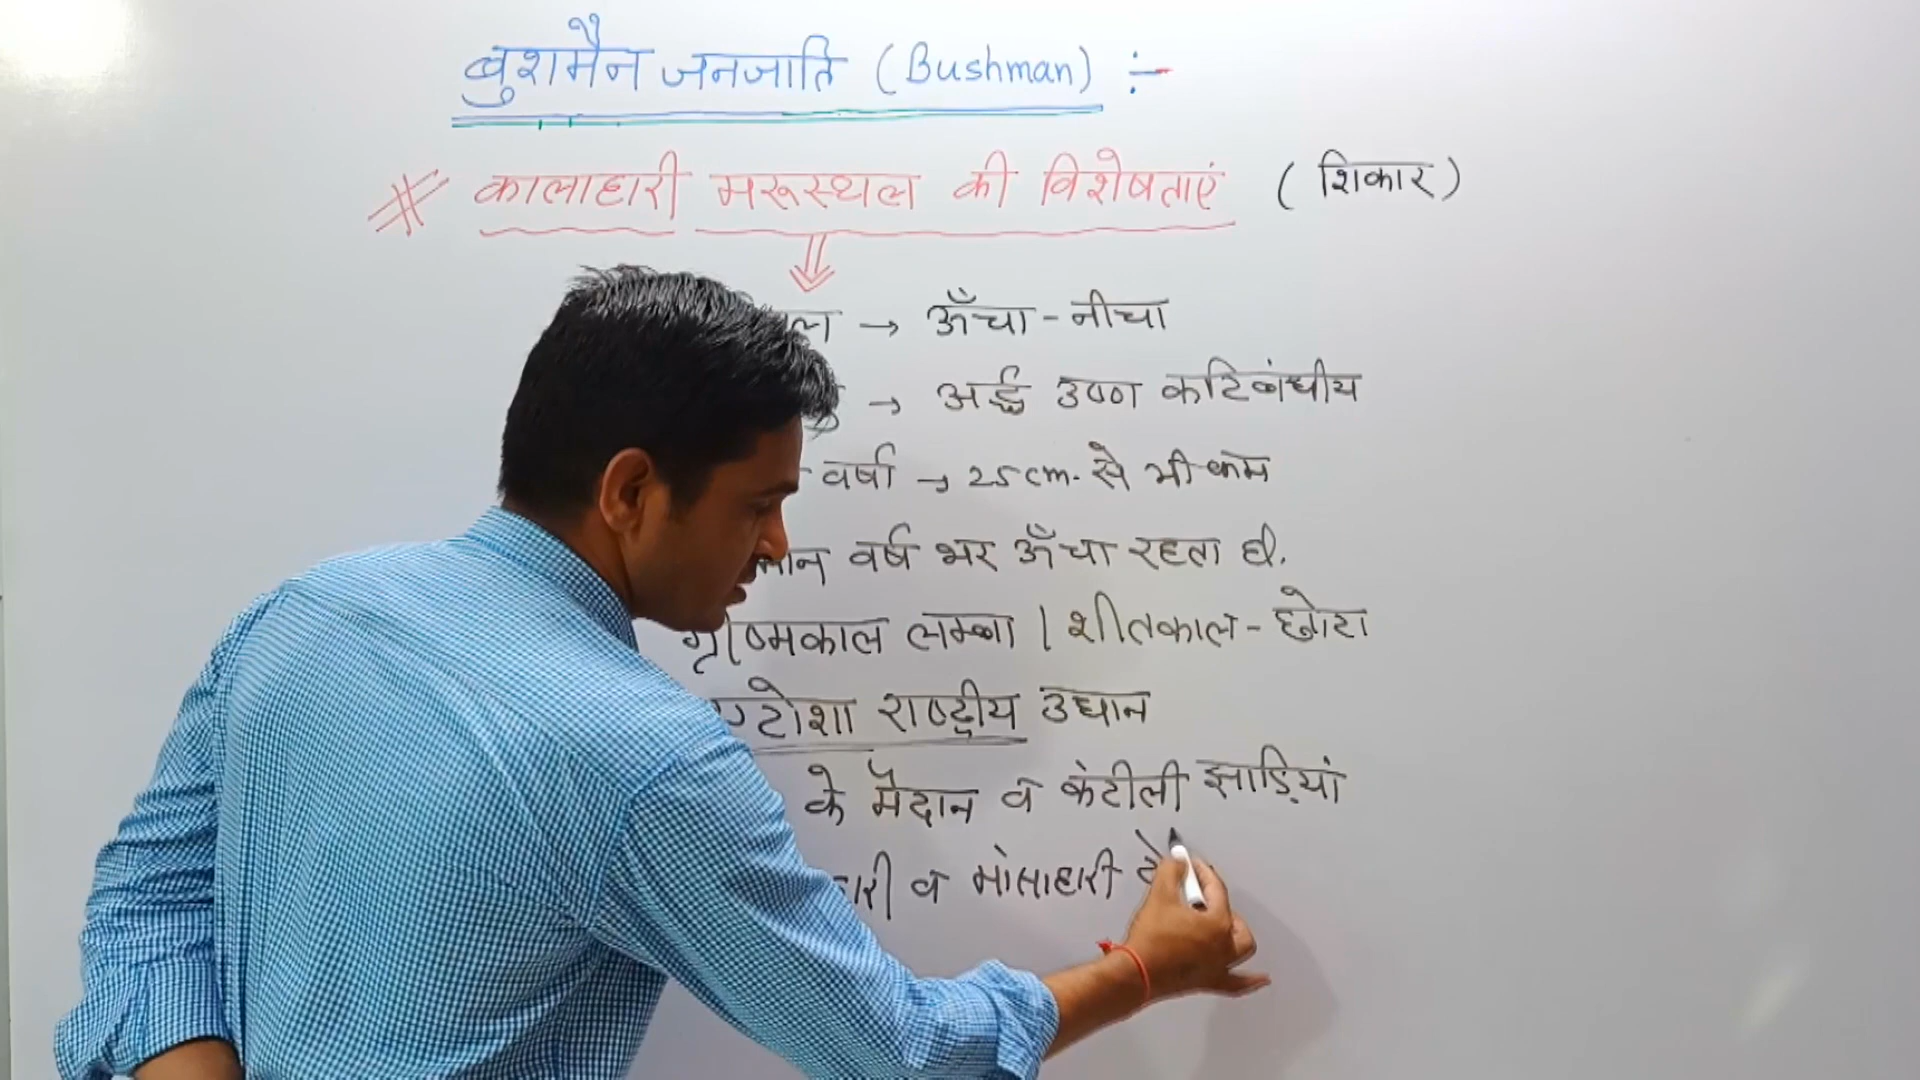 बुशमैन जनजाति (Bushman) :-
* कालाहारी मरूस्थल की विशेषताएं (शिकार)
→ ऊँचा-नीचा
→ अर्द्ध उष्ण कटिबंधीय
वर्षा → 25 cm. से भी कम
वर्ष भर ऊँचा रहता है.
ग्रीष्मकाल लम्बा । शीतकाल - छोटा
राष्ट्रीय उद्यान
के मैदान व कंटीली झाड़ियां
व मांसाहारी